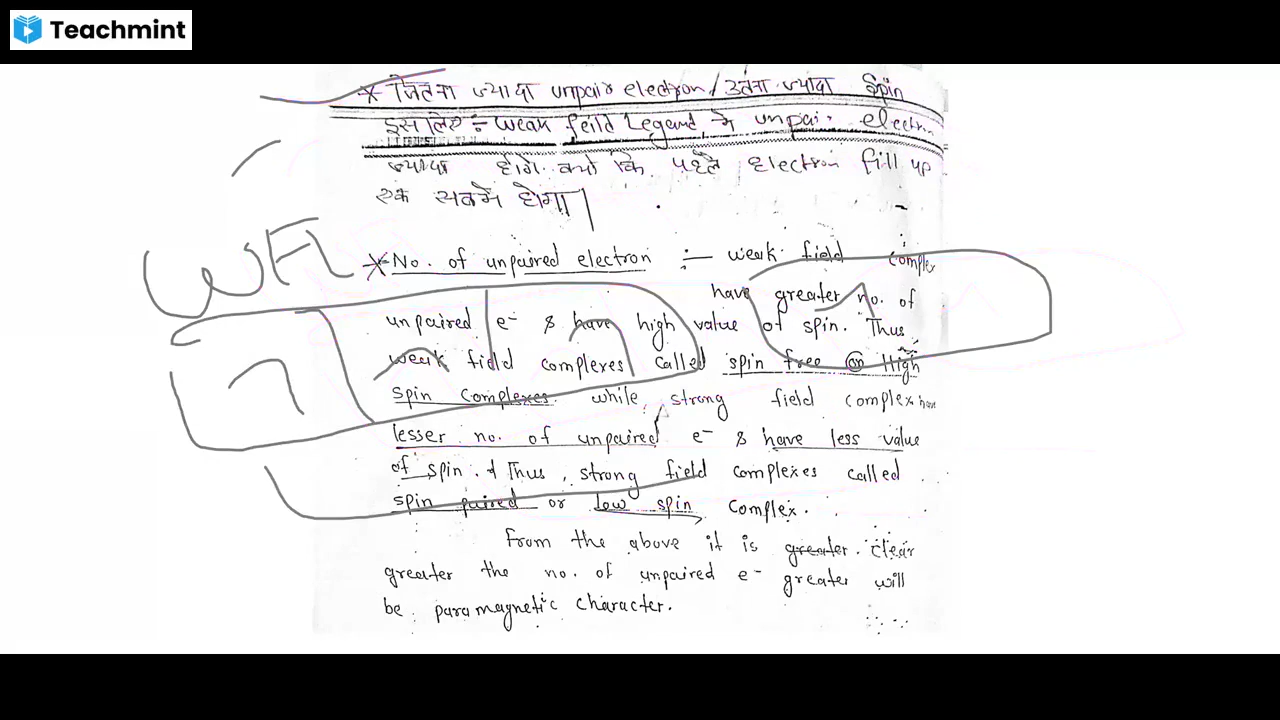 Teachmint
* जितना ज्यादा unpair electron, उतना ज्यादा spin
इसलिए :- weak feild Legand में unpair electron
ज्यादा होंगे क्यों कि पहले electron fill up
एक सबमें होगा।
WFL
* No. of unpaired electron :- weak field complex
have greater no. of
unpaired e- & have high value of spin. Thus
weak field complexes called spin free or High
spin complexes. while strong field complex have
lesser no. of unpaired e- & have less value
of spin. & Thus, strong field complexes called
spin paired or low spin complex.
from the above it is greater clear
greater the no. of unpaired e- greater will
be paramagnetic character.